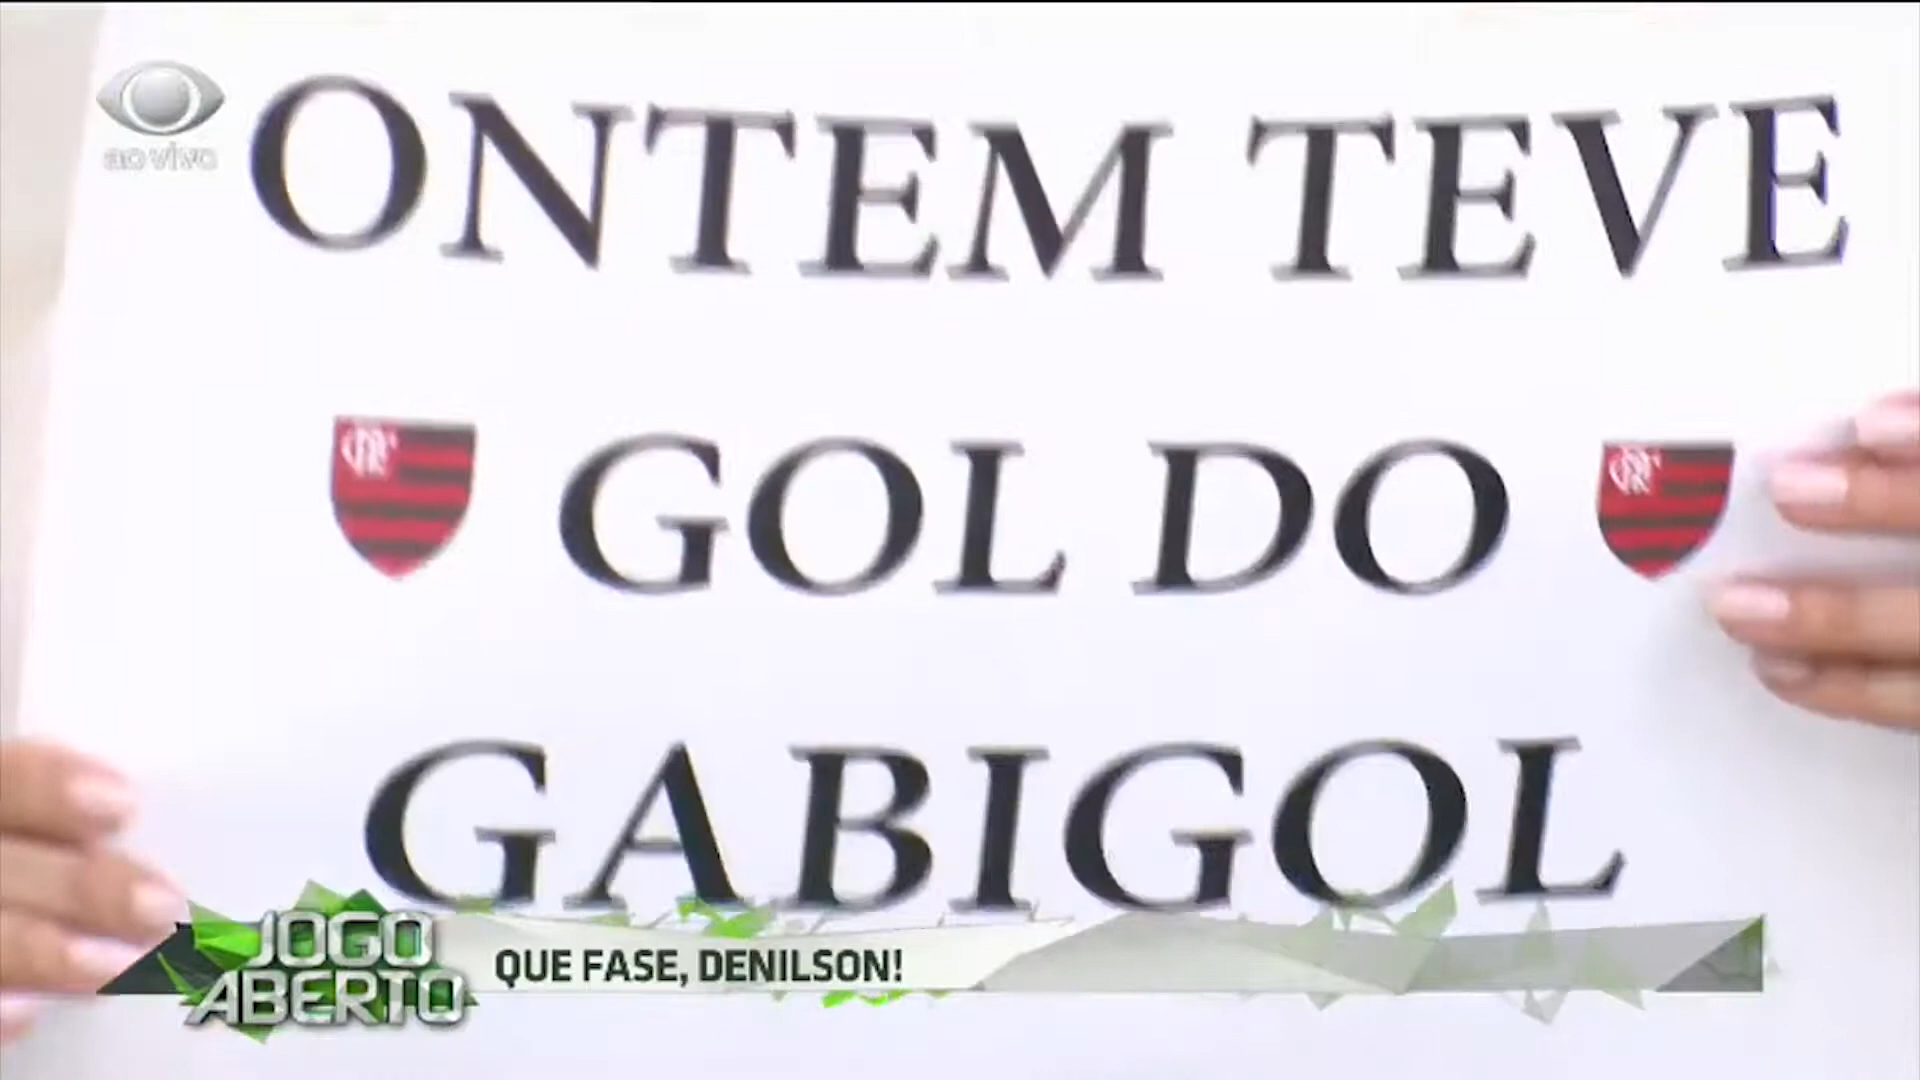 ao vivo
ONTEM TEVE
GOL DO
GABIGOL
JOGO
ABERTO
QUE FASE, DENILSON!